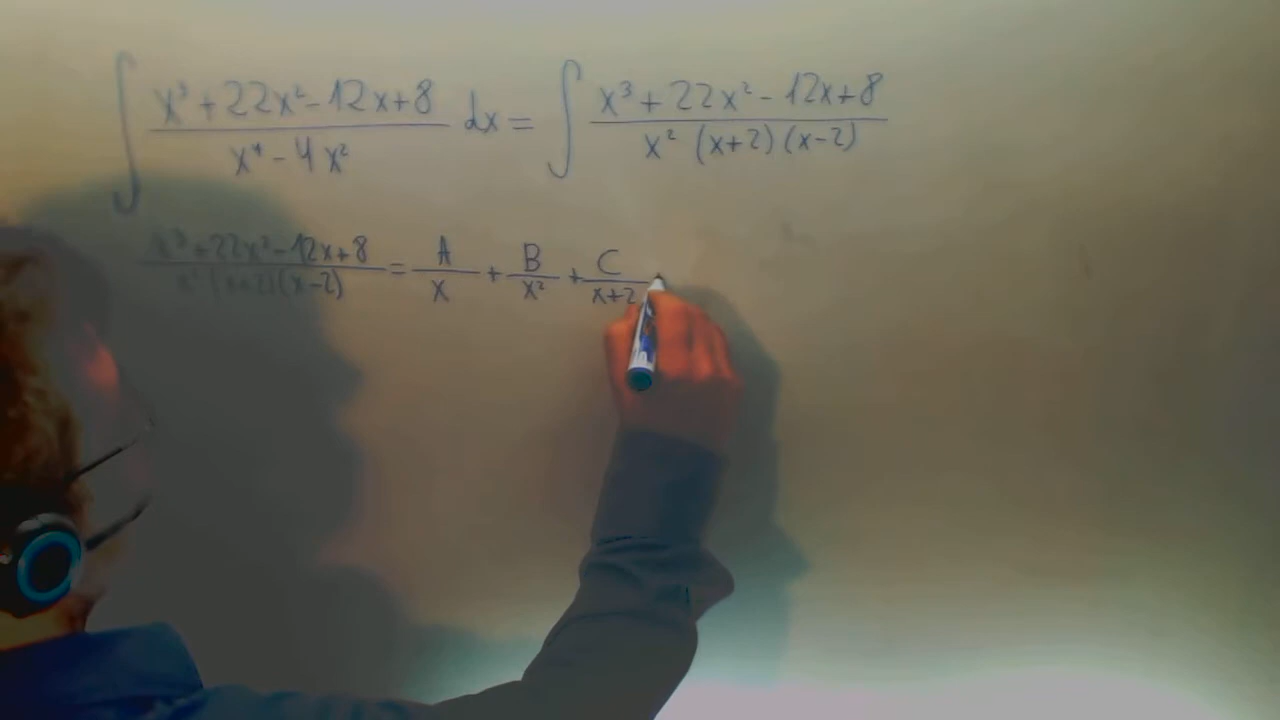 ∫ (x³ + 22x² - 12x + 8)/(x⁴ - 4x²) dx = ∫ (x³ + 22x² - 12x + 8)/(x² (x+2)(x-2))
(x³ + 22x² - 12x + 8)/(x² (x+2)(x-2)) = A/x + B/x² + C/(x+2)